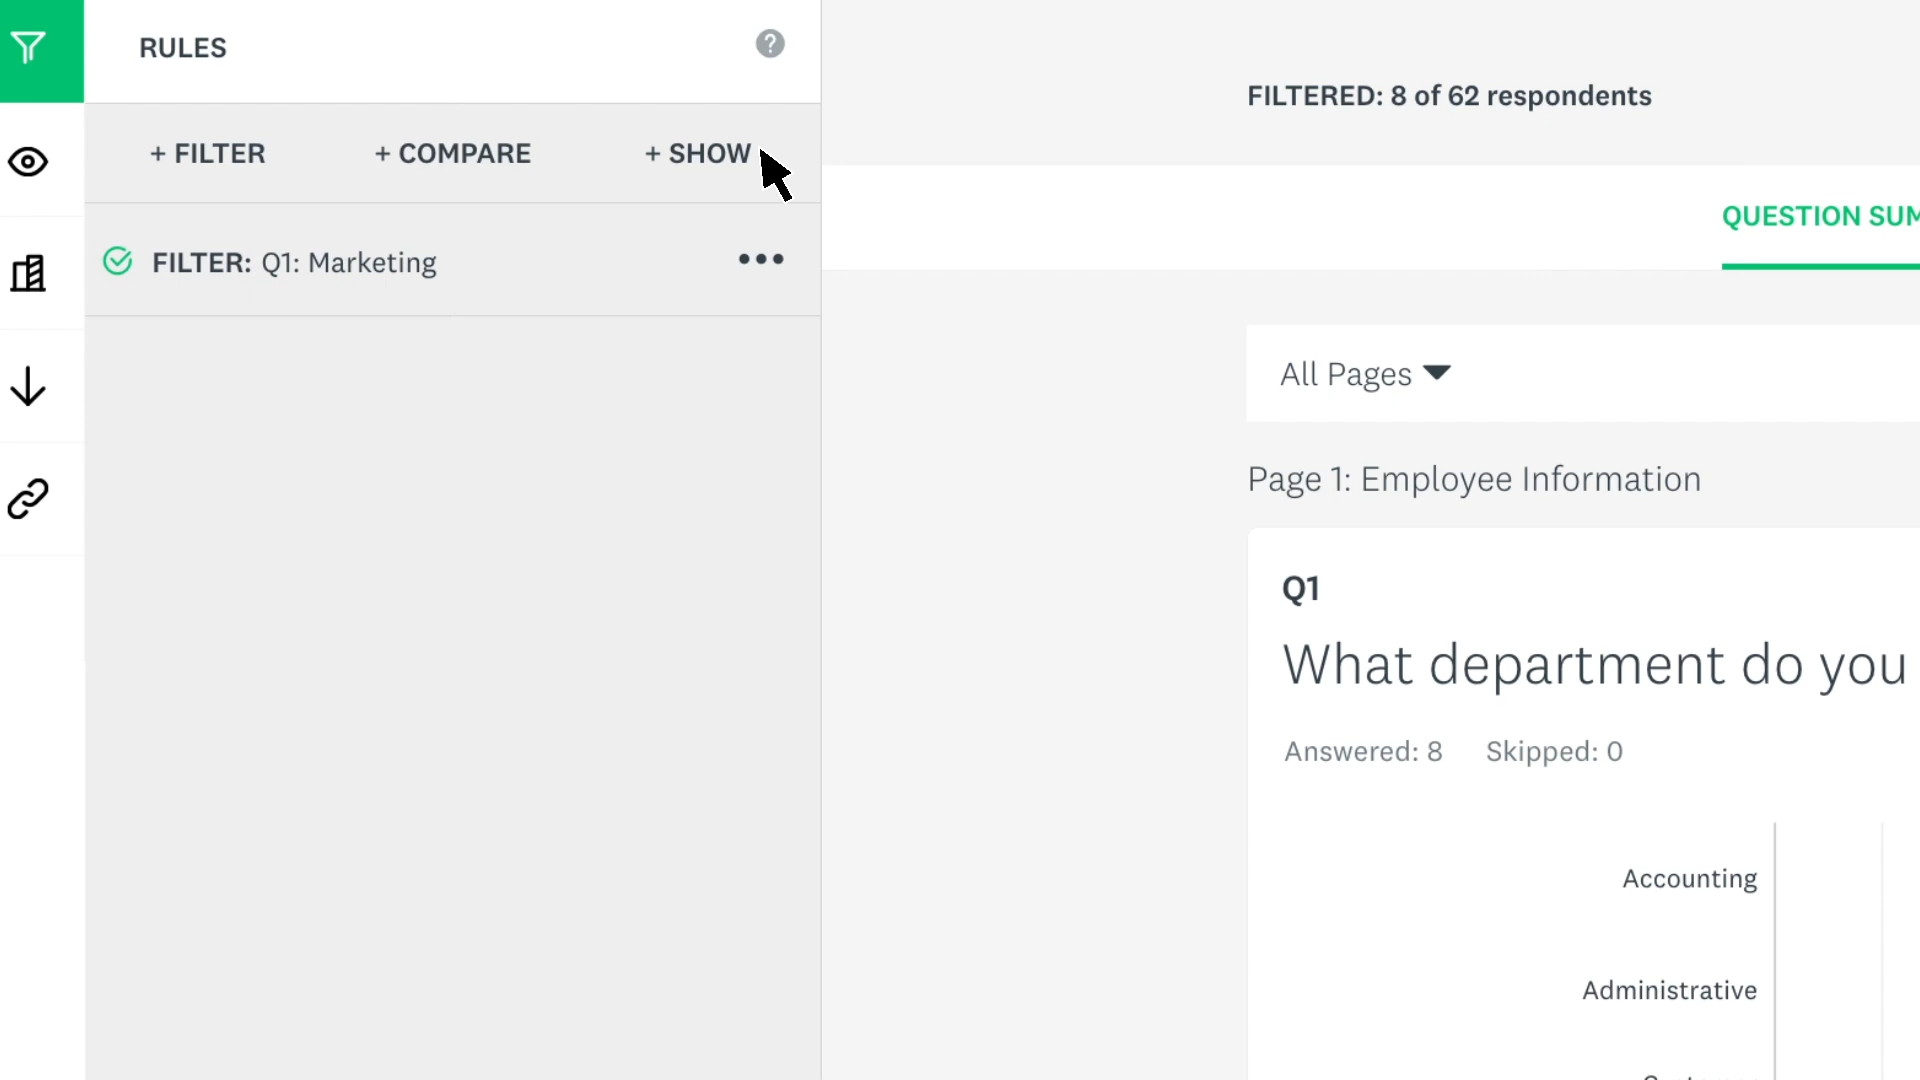 RULES
?
+ FILTER
+ COMPARE
+ SHOW
FILTER: Q1: Marketing
FILTERED: 8 of 62 respondents
QUESTION SUM
All Pages
Page 1: Employee Information
Q1
What department do you
Answered: 8 Skipped: 0
Accounting
Administrative